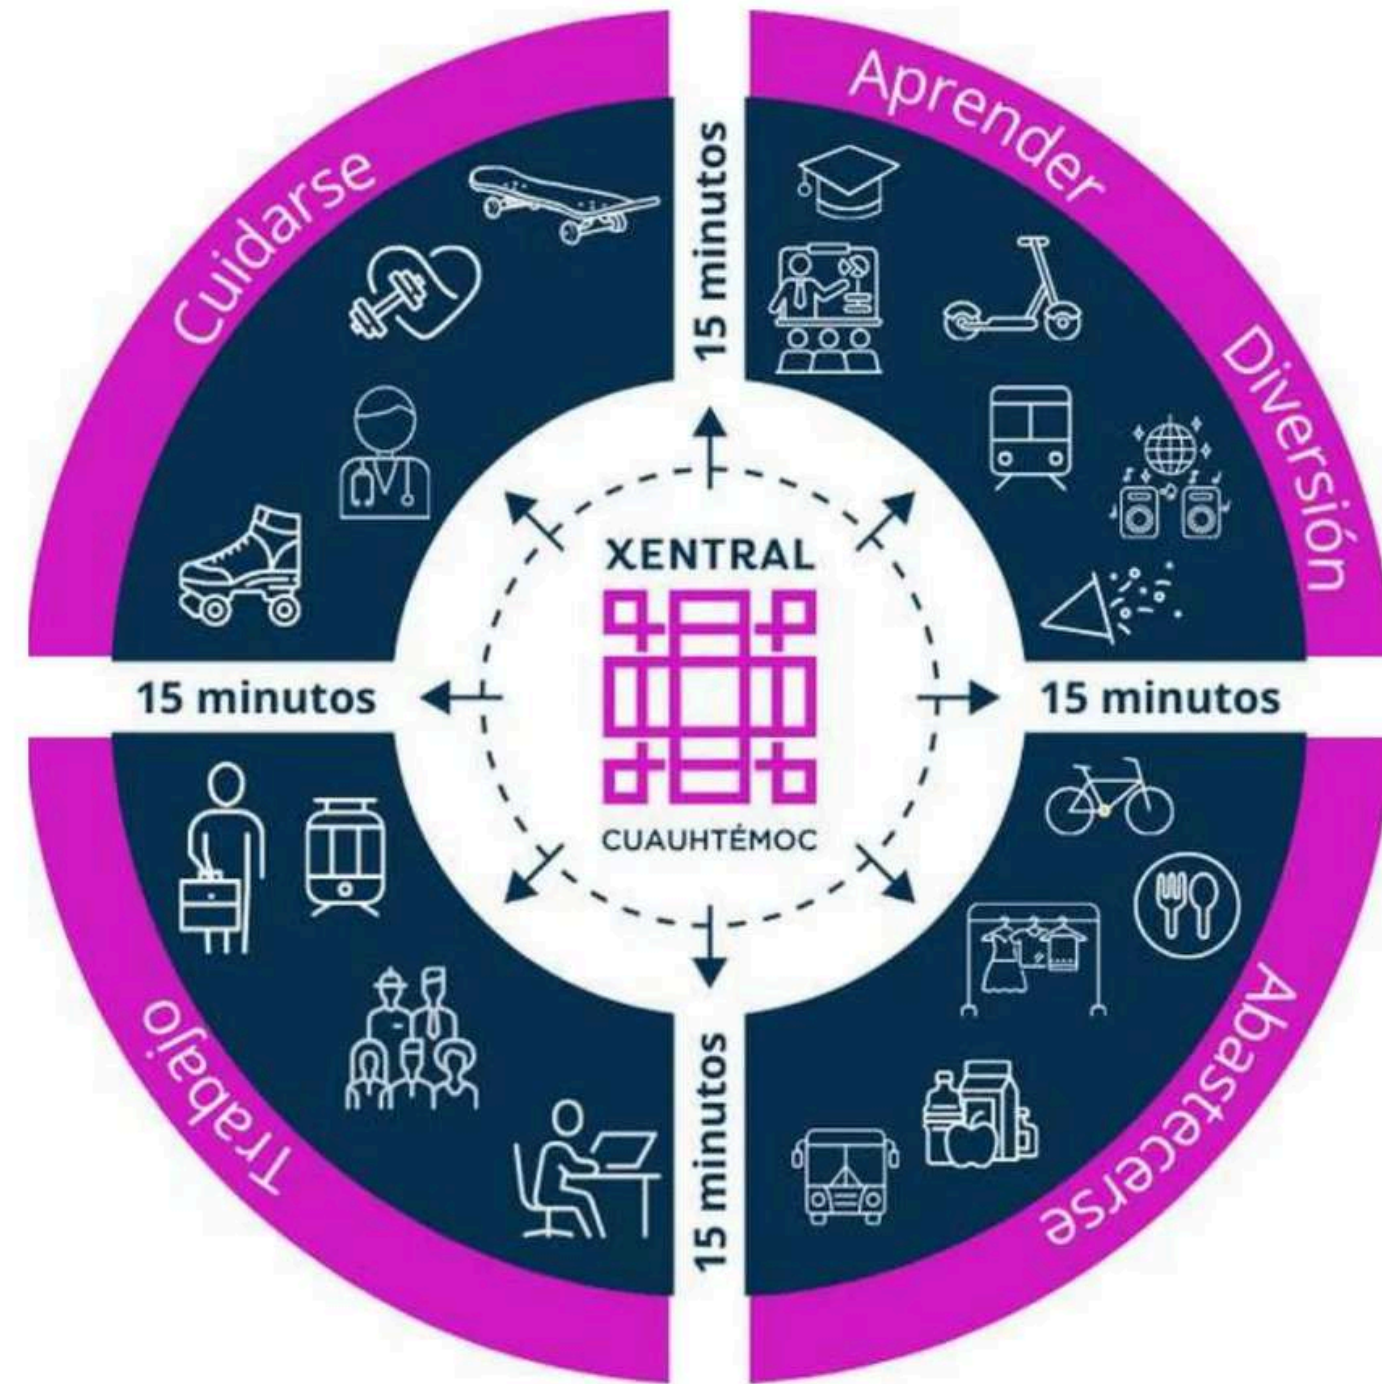 Cuidarse
Aprender
Diversión
15 minutos
XENTRAL
CUAUHTÉMOC
15 minutos
15 minutos
Trabajo
Abastecerse
15 minutos